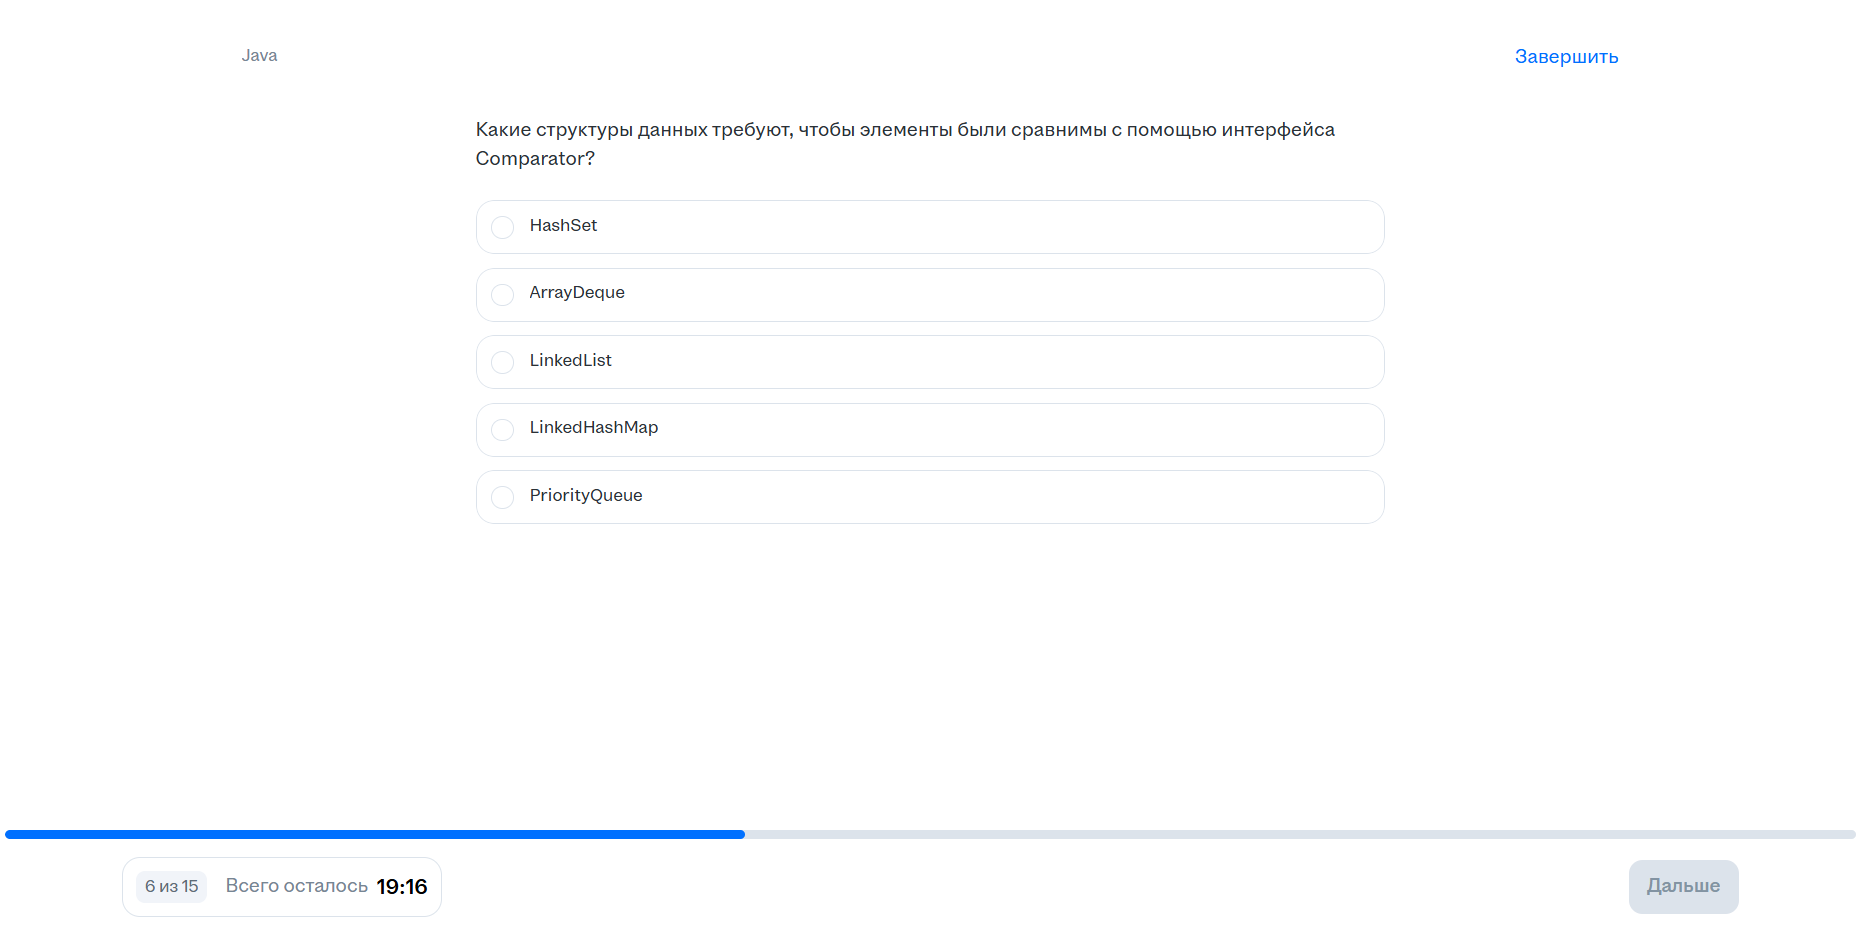 Java
Завершить
Какие структуры данных требуют, чтобы элементы были сравнимы с помощью интерфейса
Comparator?
HashSet
ArrayDeque
LinkedList
LinkedHashMap
PriorityQueue
6 из 15 Всего осталось 19:16
Дальше